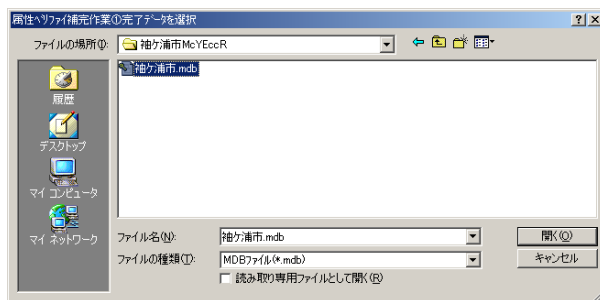 属性ﾍﾞﾘﾌｧｲ補完作業①完了ﾃﾞｰﾀを選択
ファイルの場所(I):
袖ケ浦市McYEccR
袖ケ浦市.mdb
履歴
デスクトップ
マイ コンピュータ
マイ ネットワーク
ファイル名(N):
袖ケ浦市.mdb
開く(O)
ファイルの種類(T):
MDBファイル(*.mdb)
キャンセル
読み取り専用ファイルとして開く(R)